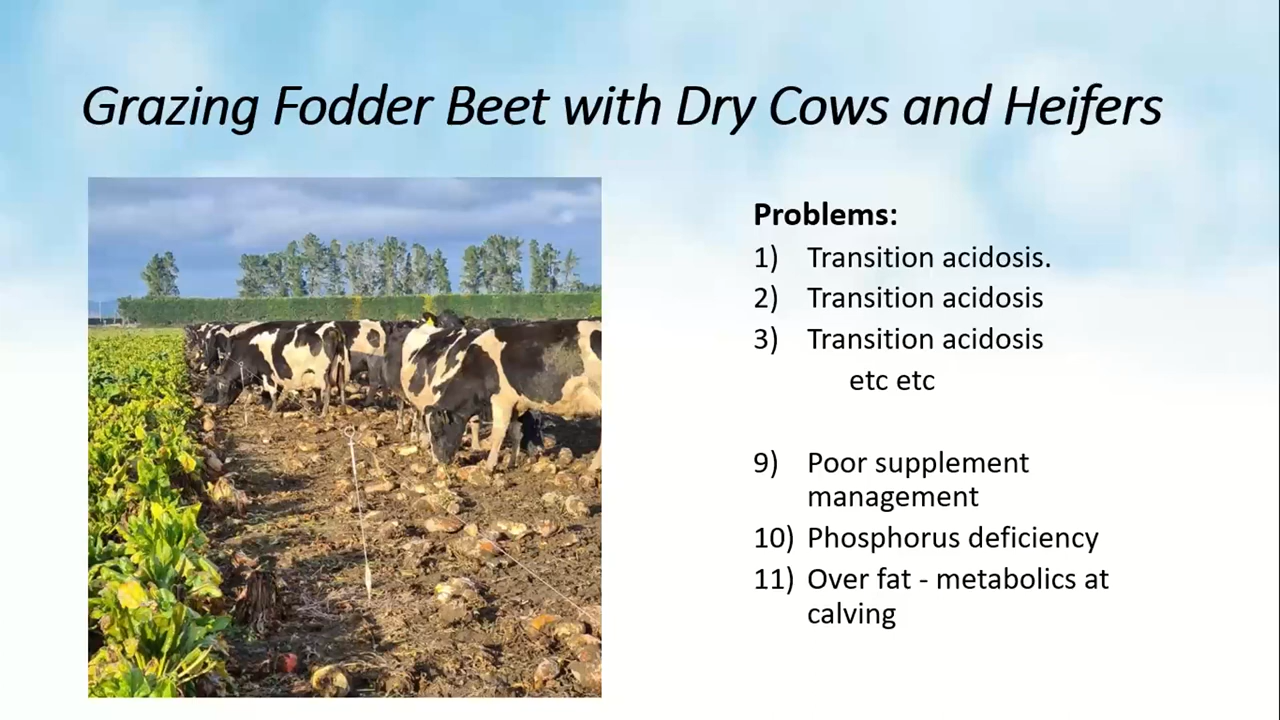 Grazing Fodder Beet with Dry Cows and Heifers
Problems:
1) Transition acidosis.
2) Transition acidosis
3) Transition acidosis
etc etc
9) Poor supplement
management
10) Phosphorus deficiency
11) Over fat - metabolics at
calving